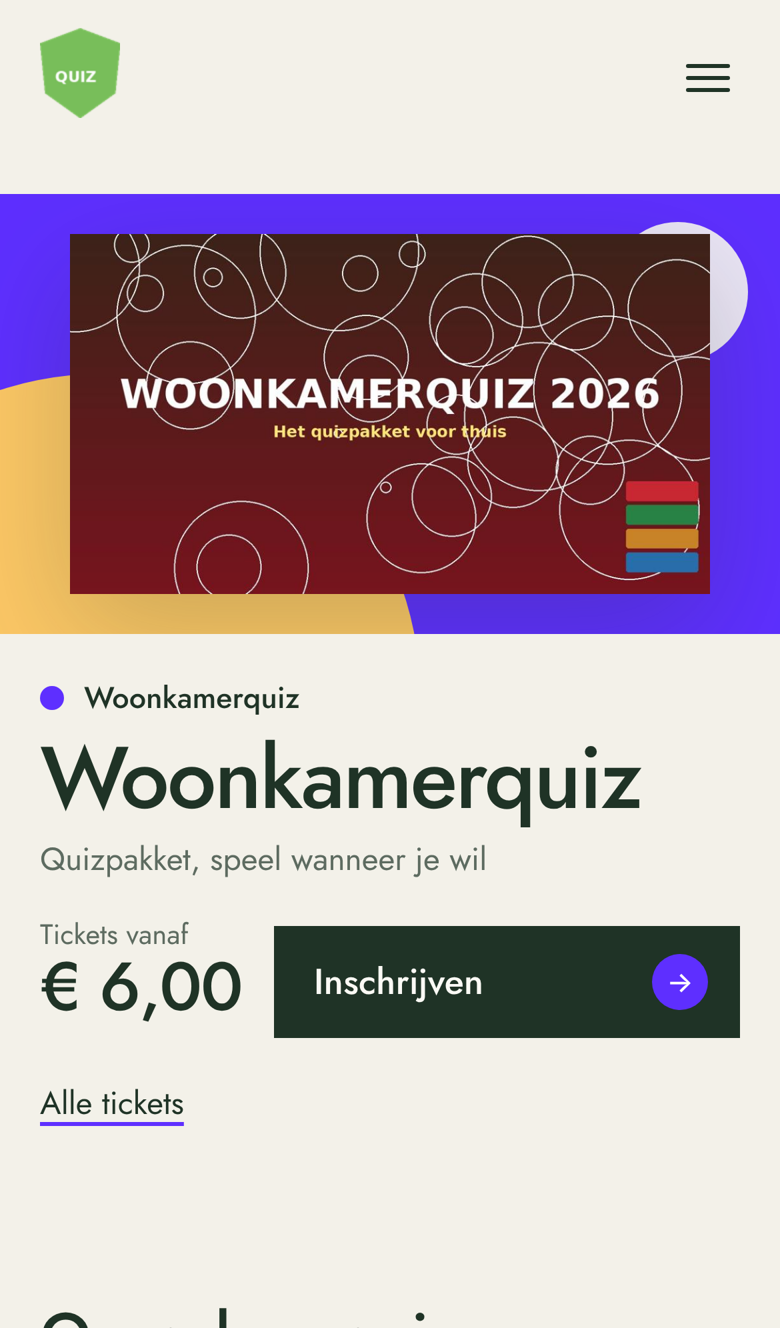 QUIZ
WOONKAMERQUIZ 2026
Het quizpakket voor thuis
Woonkamerquiz
Woonkamerquiz
Quizpakket, speel wanneer je wil
Tickets vanaf
€ 6,00
Inschrijven
Alle tickets